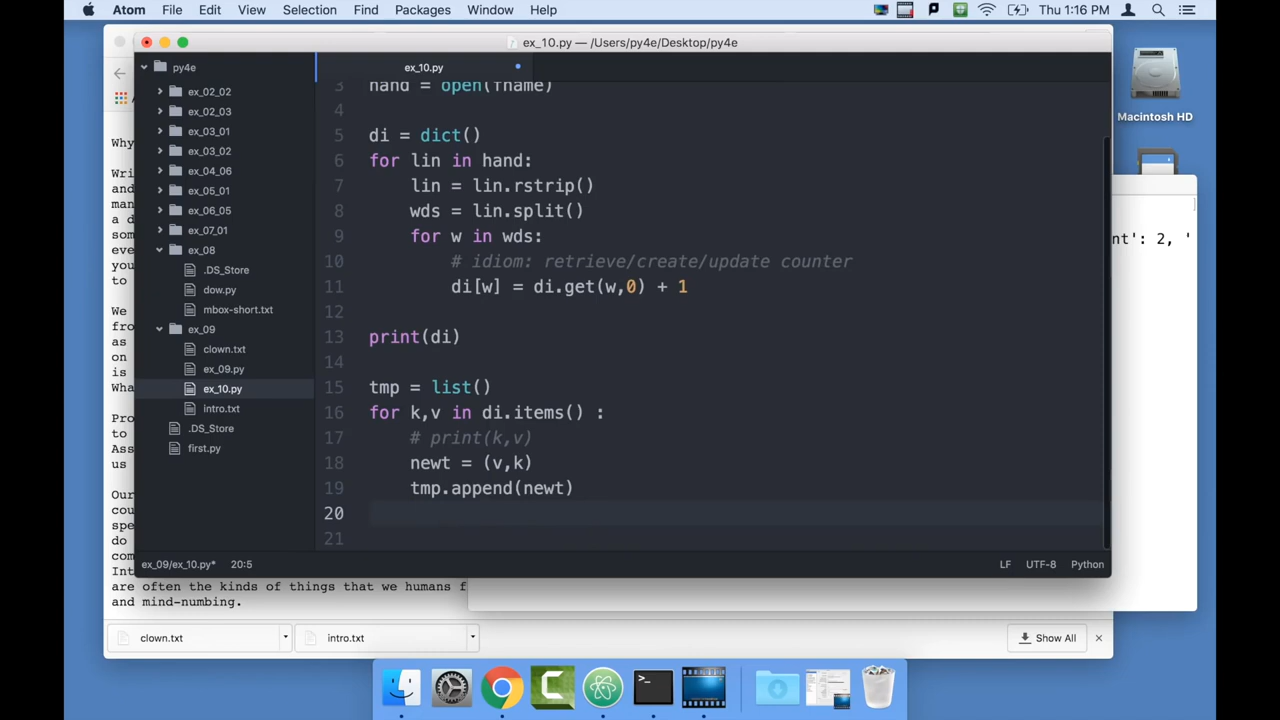 Atom File Edit View Selection Find Packages Window Help Thu 1:16 PM
ex_10.py — /Users/py4e/Desktop/py4e
py4e
ex_02_02
ex_02_03
ex_03_01
ex_03_02
ex_04_06
ex_05_01
ex_06_05
ex_07_01
ex_08
.DS_Store
dow.py
mbox-short.txt
ex_09
clown.txt
ex_09.py
ex_10.py
intro.txt
.DS_Store
first.py
ex_10.py
3 hand = open(fname)
4
5 di = dict()
6 for lin in hand:
7 lin = lin.rstrip()
8 wds = lin.split()
9 for w in wds:
10 # idiom: retrieve/create/update counter
11 di[w] = di.get(w,0) + 1
12
13 print(di)
14
15 tmp = list()
16 for k,v in di.items() :
17 # print(k,v)
18 newt = (v,k)
19 tmp.append(newt)
20
21
ex_09/ex_10.py* 20:5 LF UTF-8 Python
Why
Wri
and
man
a d
som
eve
you
to
We
fro
as
on
is
Wha
Pro
to
Ass
us
Our
cou
spe
do
com
Int
are often the kinds of things that we humans f
and mind-numbing.
nt': 2, '
Macintosh HD
clown.txt intro.txt Show All